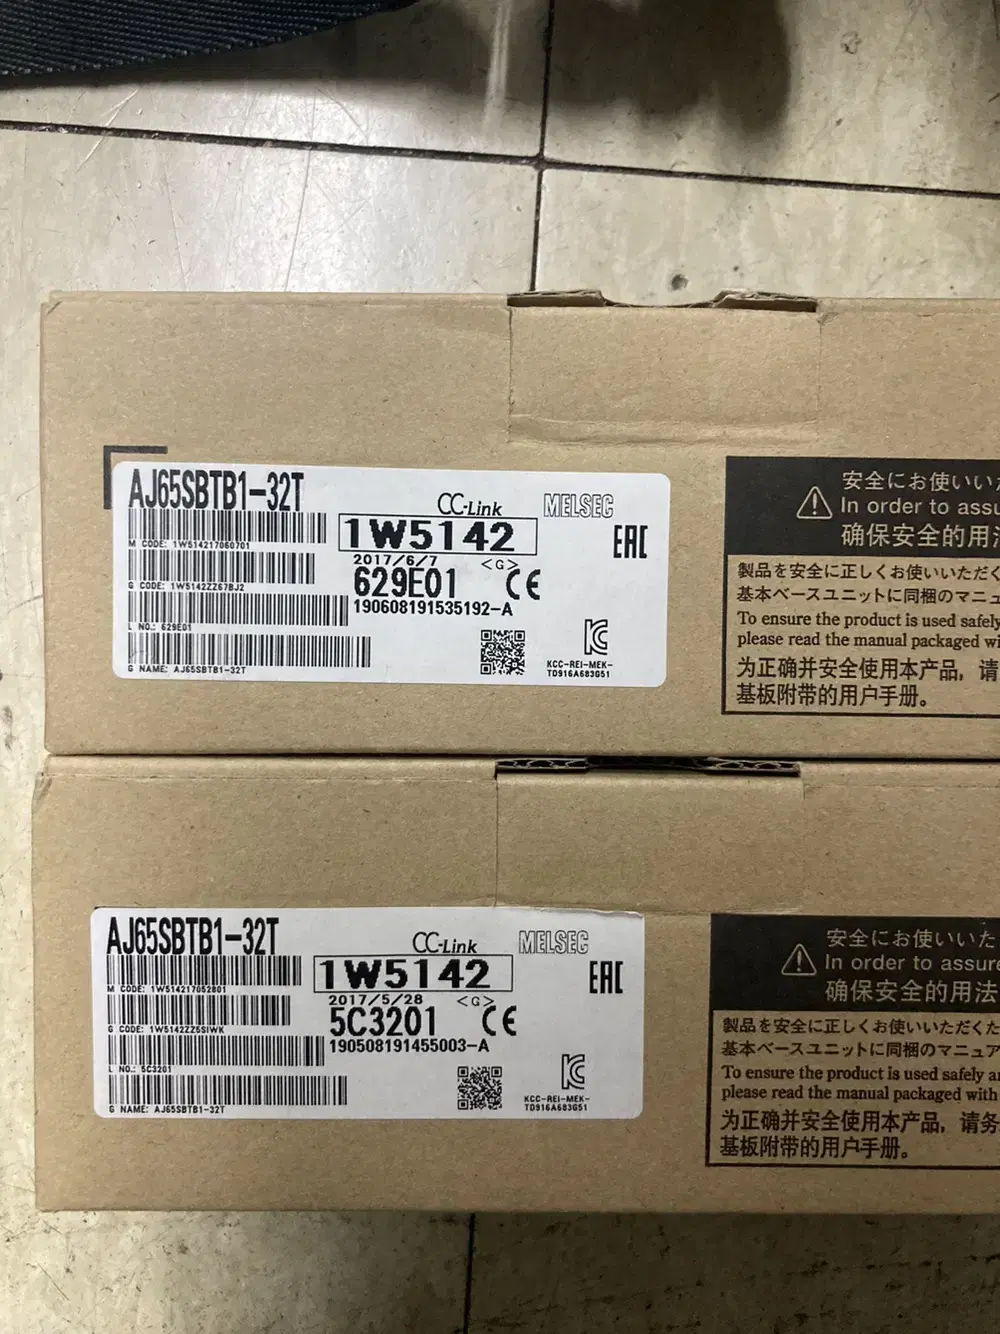 AJ65SBTB1-32T
CC-Link MELSEC
M CODE: 1W514217060701
1W5142
EAC
2017/6/7 <G>
G CODE: 1W5142ZZ67BJ2
629E01 CE
190608191535192-A
L NO.: 629E01
G NAME: AJ65SBTB1-32T
KCC-REI-MEK-
TD916A683G51
安全にお使いいた
In order to assu
确保安全的用法
製品を安全に正しくお使いいただく
基本ベースユニットに同梱のマニュ
To ensure the product is used safely
please read the manual packaged wi
为正确并安全使用本产品，请
基板附带的用户手册。
AJ65SBTB1-32T
CC-Link MELSEC
M CODE: 1W514217052801
1W5142
EAC
2017/5/28 <G>
G CODE: 1W5142ZZ5SIWK
5C3201 CE
190508191455003-A
L NO.: 5C3201
G NAME: AJ65SBTB1-32T
KCC-REI-MEK-
TD916A683G51
安全にお使いいた
In order to assure
确保安全的用法
製品を安全に正しくお使いいただくた
基本ベースユニットに同梱のマニュア
To ensure the product is used safely a
please read the manual packaged with
为正确并安全使用本产品，请务
基板附带的用户手册。